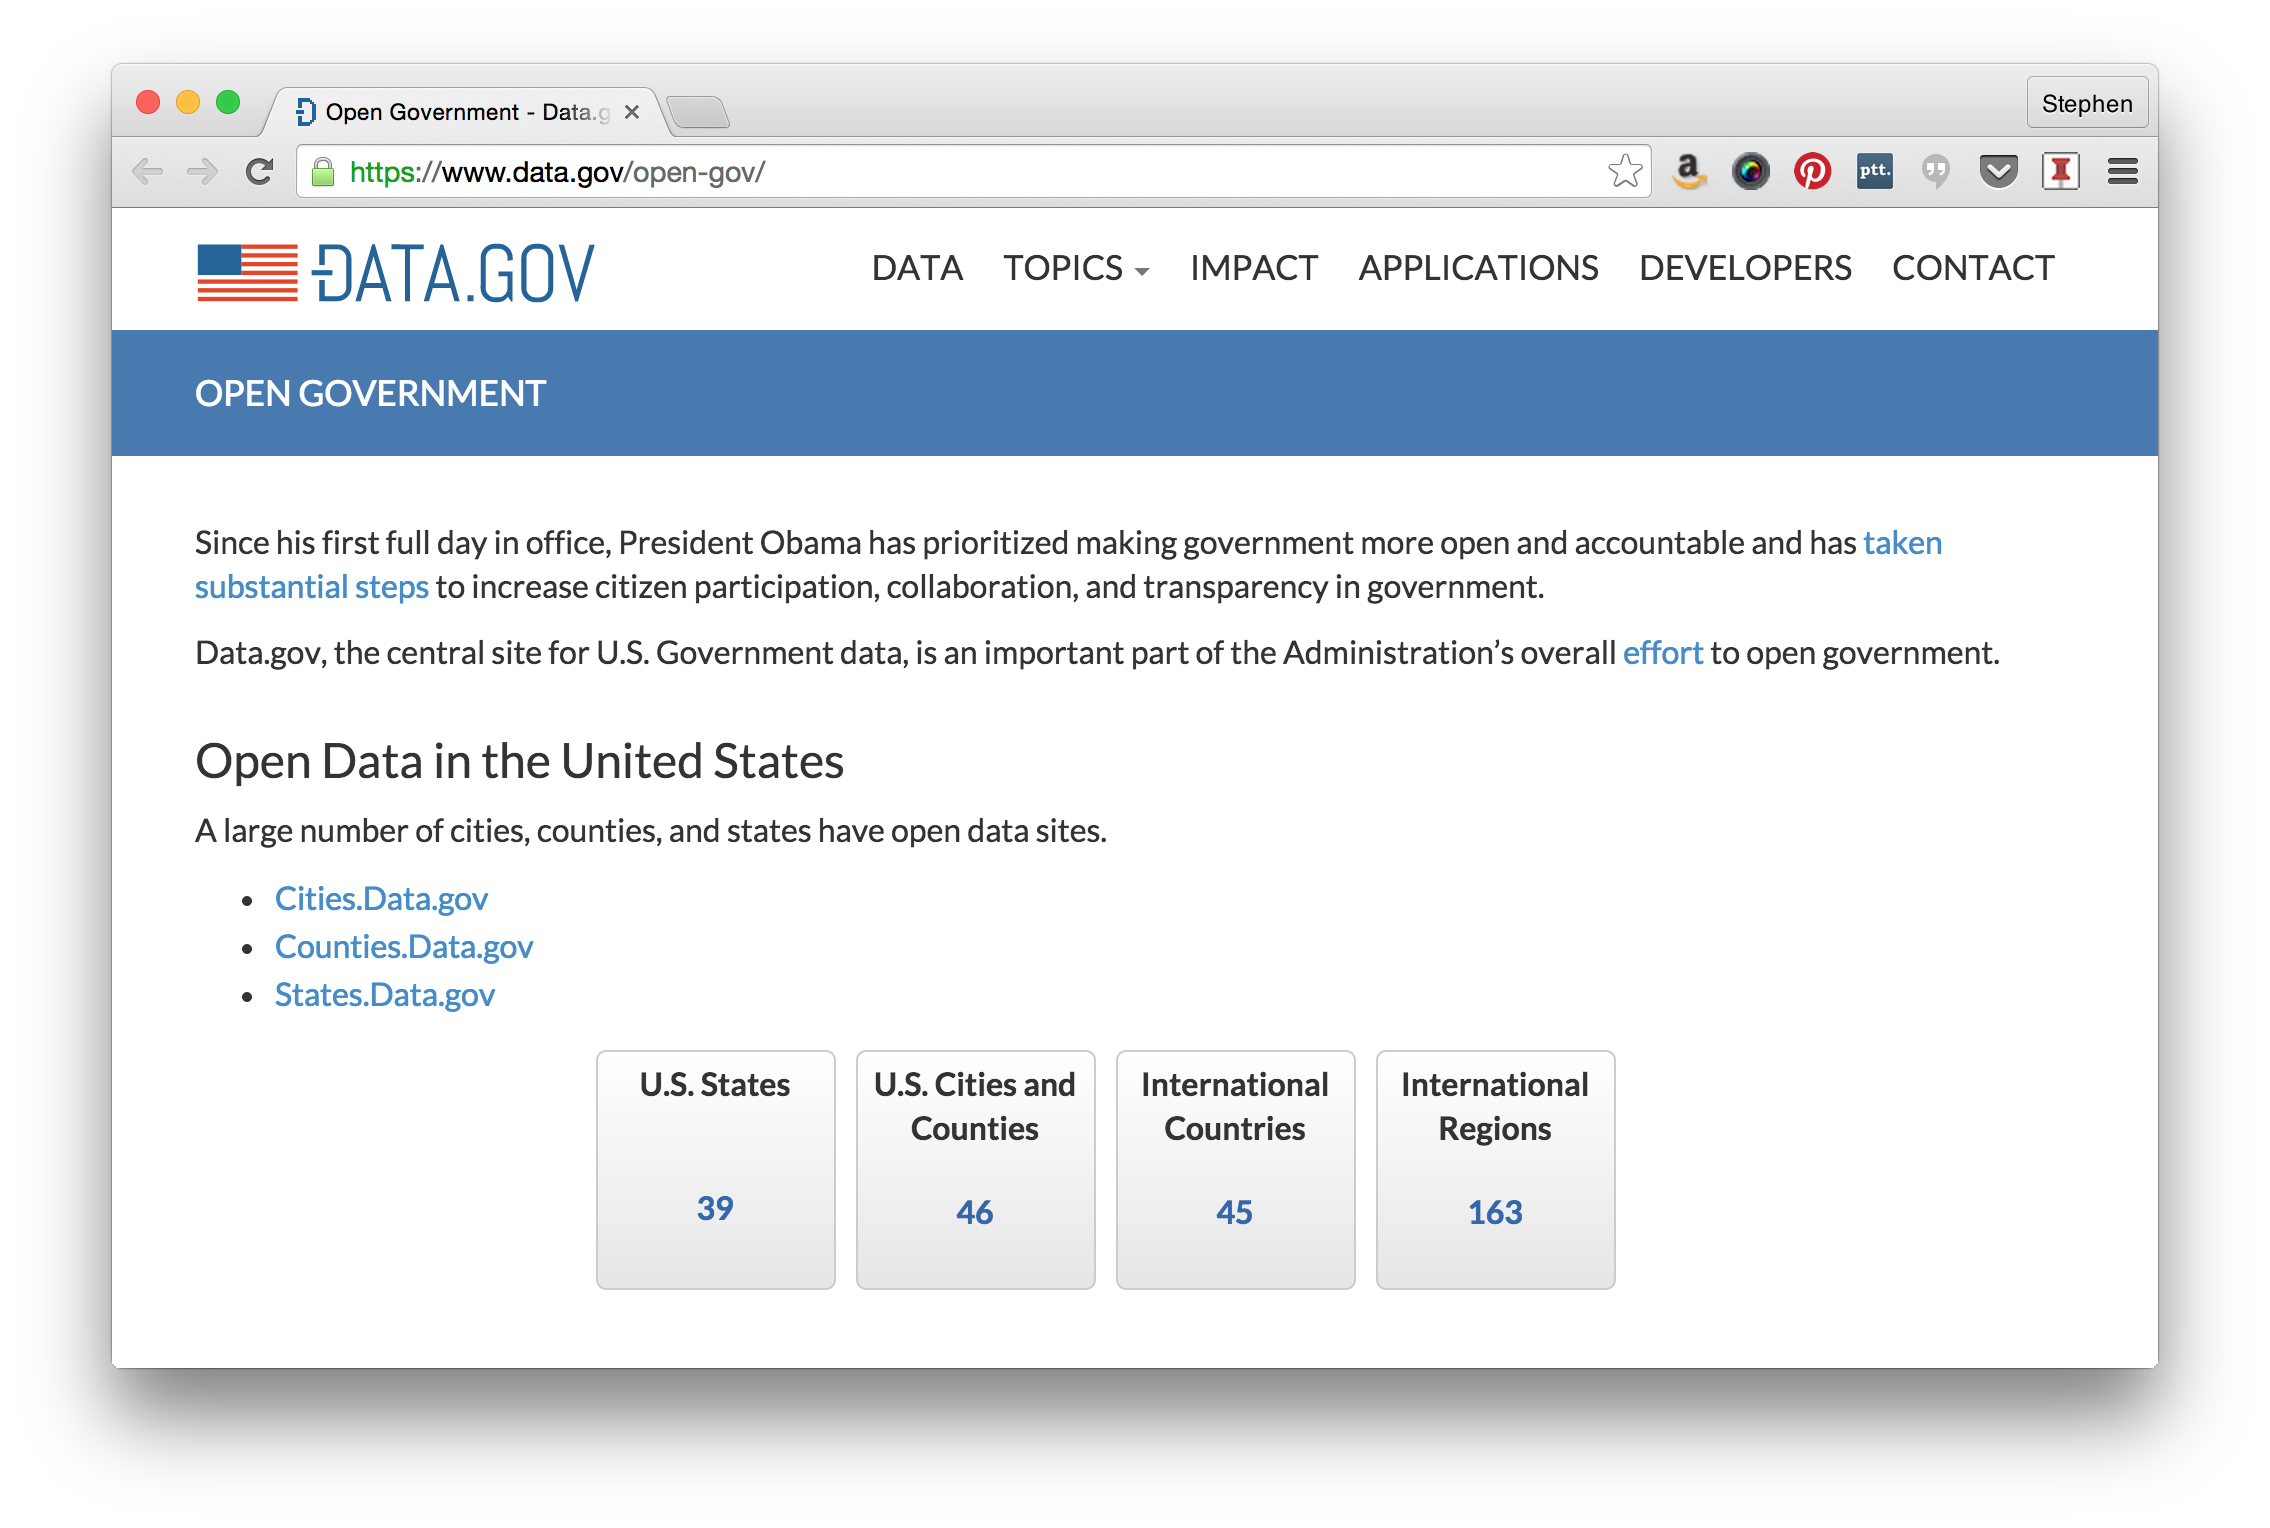 Open Government - Data.g
Stephen
https://www.data.gov/open-gov/
a
ptt.
DATA.GOV
DATA TOPICS IMPACT APPLICATIONS DEVELOPERS CONTACT
OPEN GOVERNMENT
Since his first full day in office, President Obama has prioritized making government more open and accountable and has taken
substantial steps to increase citizen participation, collaboration, and transparency in government.
Data.gov, the central site for U.S. Government data, is an important part of the Administration’s overall effort to open government.
Open Data in the United States
A large number of cities, counties, and states have open data sites.
• Cities.Data.gov
• Counties.Data.gov
• States.Data.gov
U.S. States
39
U.S. Cities and
Counties
46
International
Countries
45
International
Regions
163